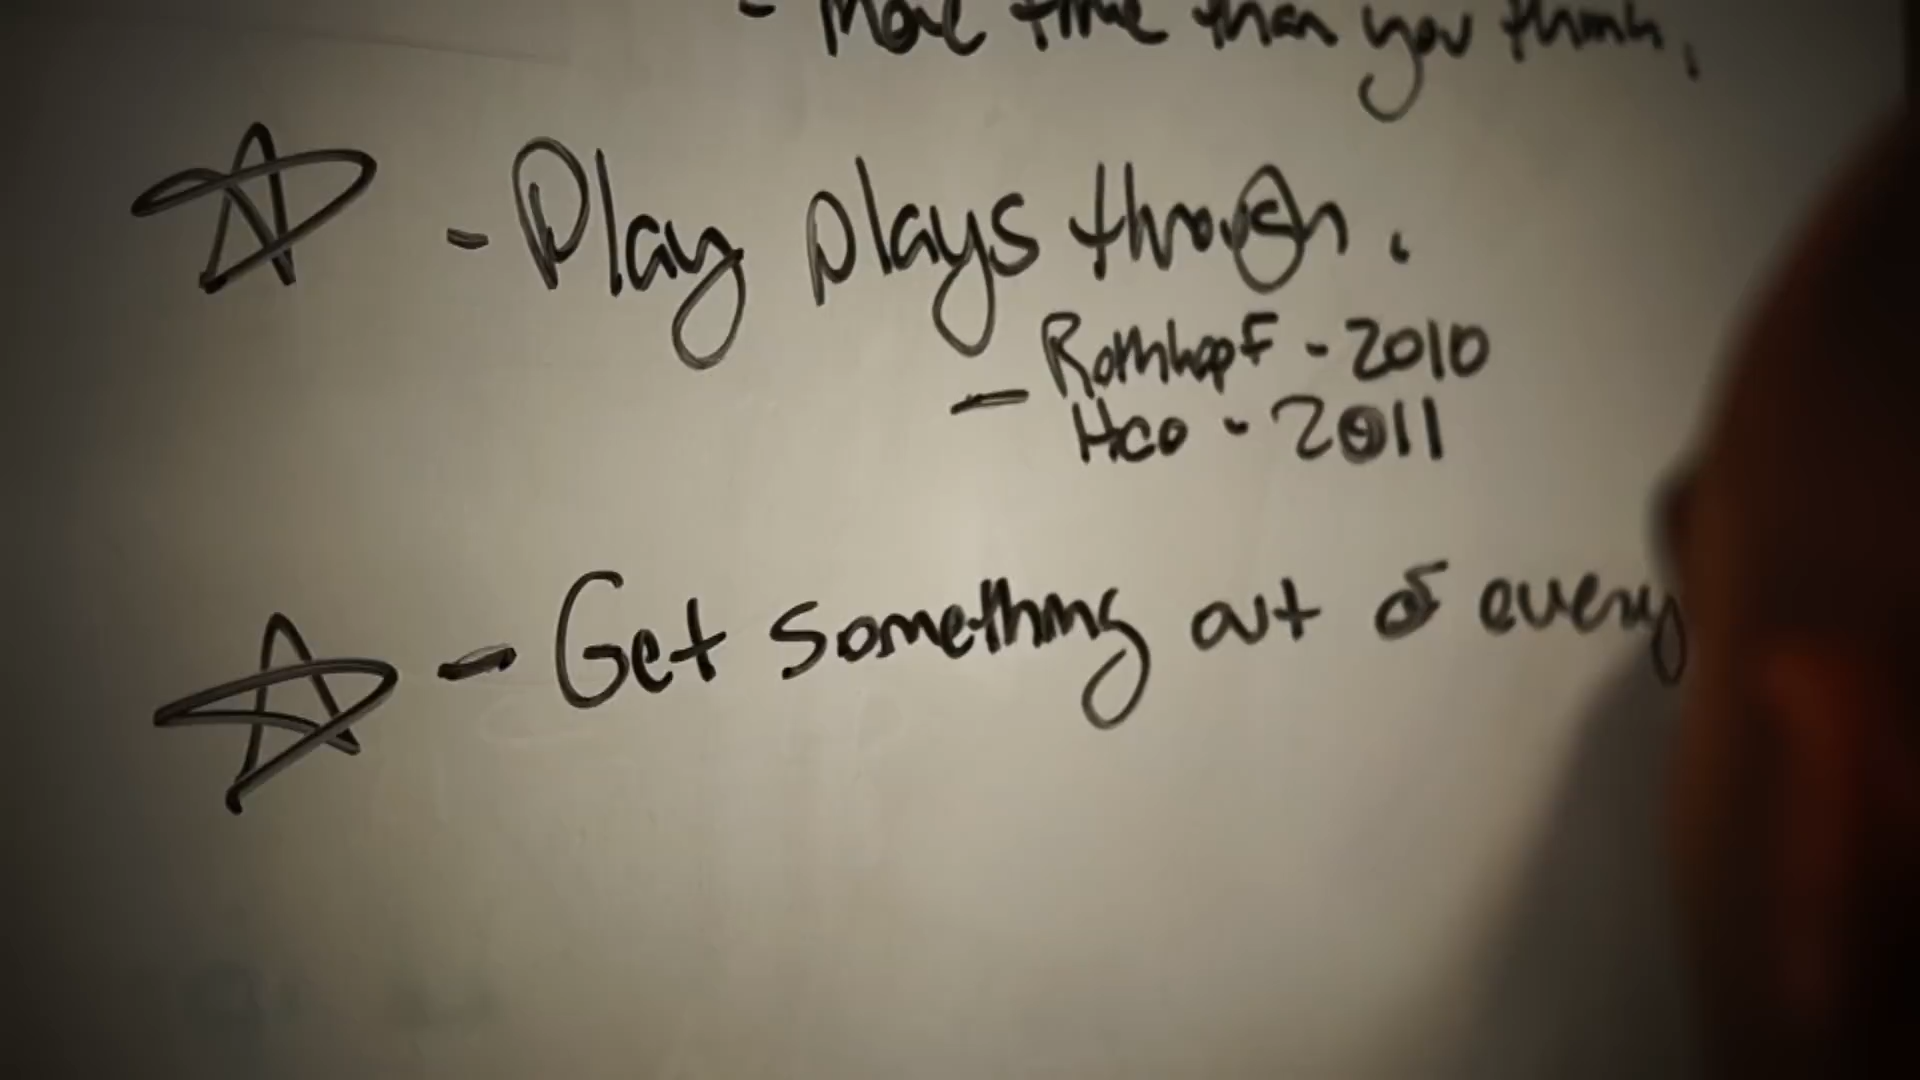 - More time than you think.
- Play plays through.
- Romhopf - 2010
Hco - 2011
- Get something out of every